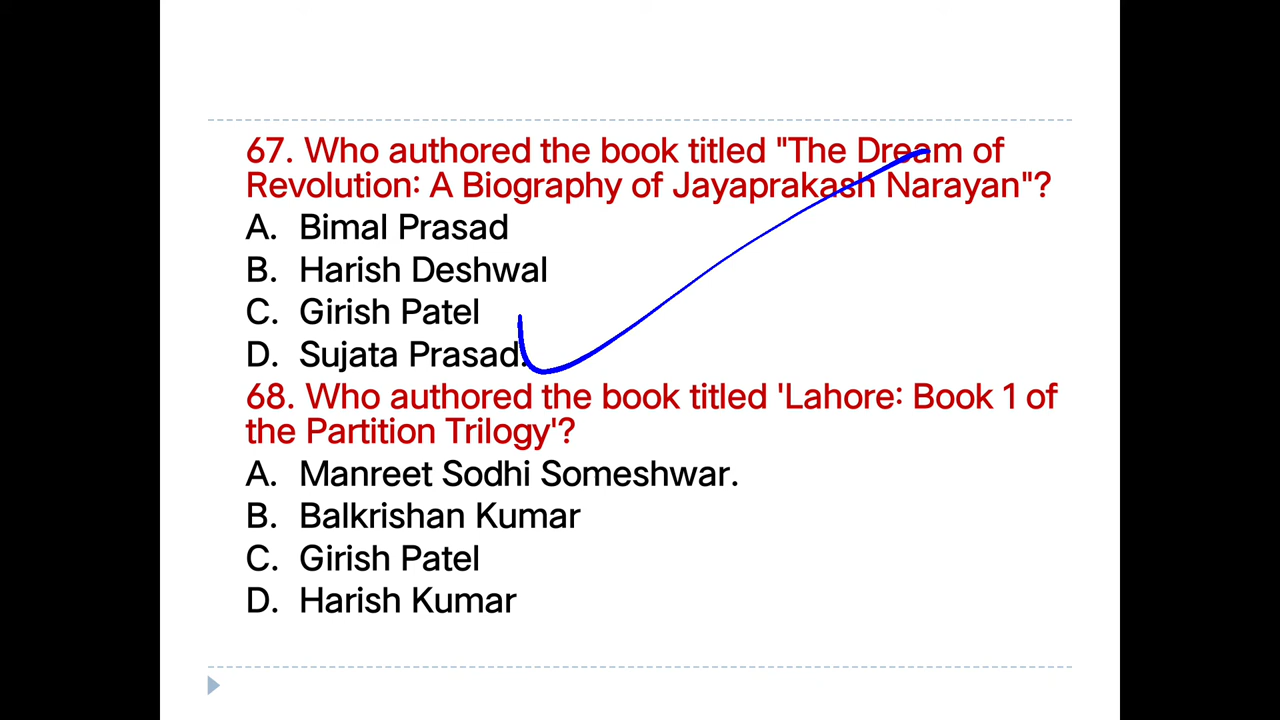 67. Who authored the book titled "The Dream of
Revolution: A Biography of Jayaprakash Narayan"?
A. Bimal Prasad
B. Harish Deshwal
C. Girish Patel
D. Sujata Prasad.
68. Who authored the book titled 'Lahore: Book 1 of
the Partition Trilogy'?
A. Manreet Sodhi Someshwar.
B. Balkrishan Kumar
C. Girish Patel
D. Harish Kumar